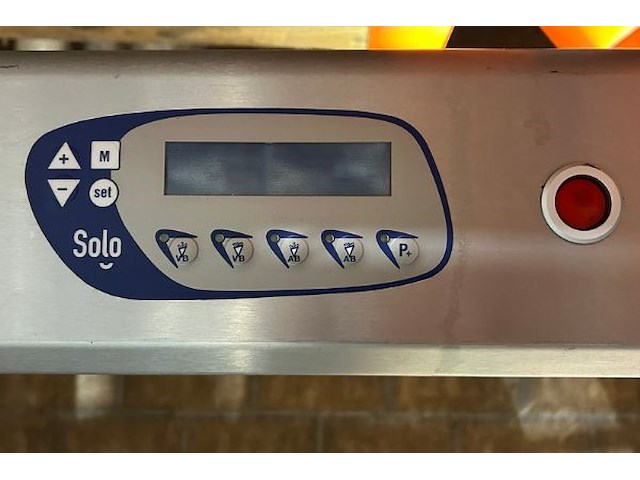 + M
− set
Solo
VB VB AB AB P+